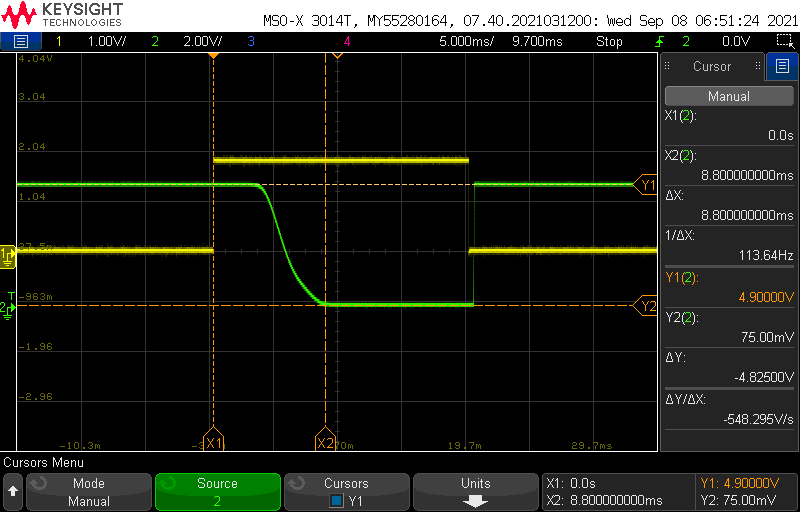 KEYSIGHT
TECHNOLOGIES
MSO-X 3014T, MY55280164, 07.40.2021031200: Wed Sep 08 06:51:24 2021
1 1.00V/ 2 2.00V/ 3 4 5.000ms/ 9.700ms Stop 2 0.0V
4.04V
3.04
2.04
1.04
-963m
-1.96
-2.96
-10.3m
19.7m
29.7ms
1
T
2
Y1
Y2
X1
X2
Cursor
Manual
X1(2):
0.0s
X2(2):
8.800000000ms
ΔX:
8.800000000ms
1/ΔX:
113.64Hz
Y1(2):
4.90000V
Y2(2):
75.00mV
ΔY:
-4.82500V
ΔY/ΔX:
-548.295V/s
Cursors Menu
Mode
Manual
Source
2
Cursors
Y1
Units
X1: 0.0s
X2: 8.800000000ms
Y1: 4.90000V
Y2: 75.00mV